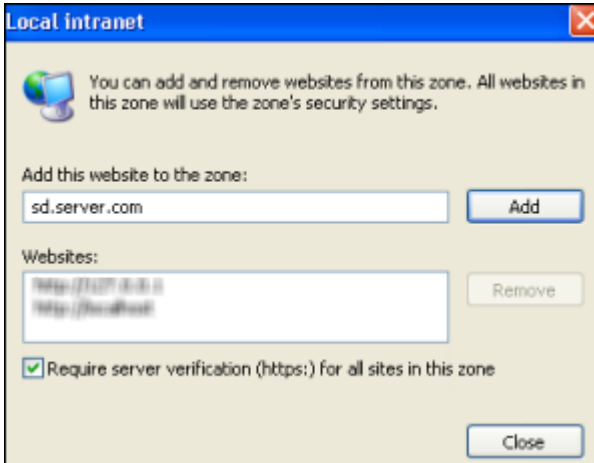 Local intranet
You can add and remove websites from this zone. All websites in
this zone will use the zone's security settings.
Add this website to the zone:
sd.server.com
Add
Websites:
Remove
Require server verification (https:) for all sites in this zone
Close